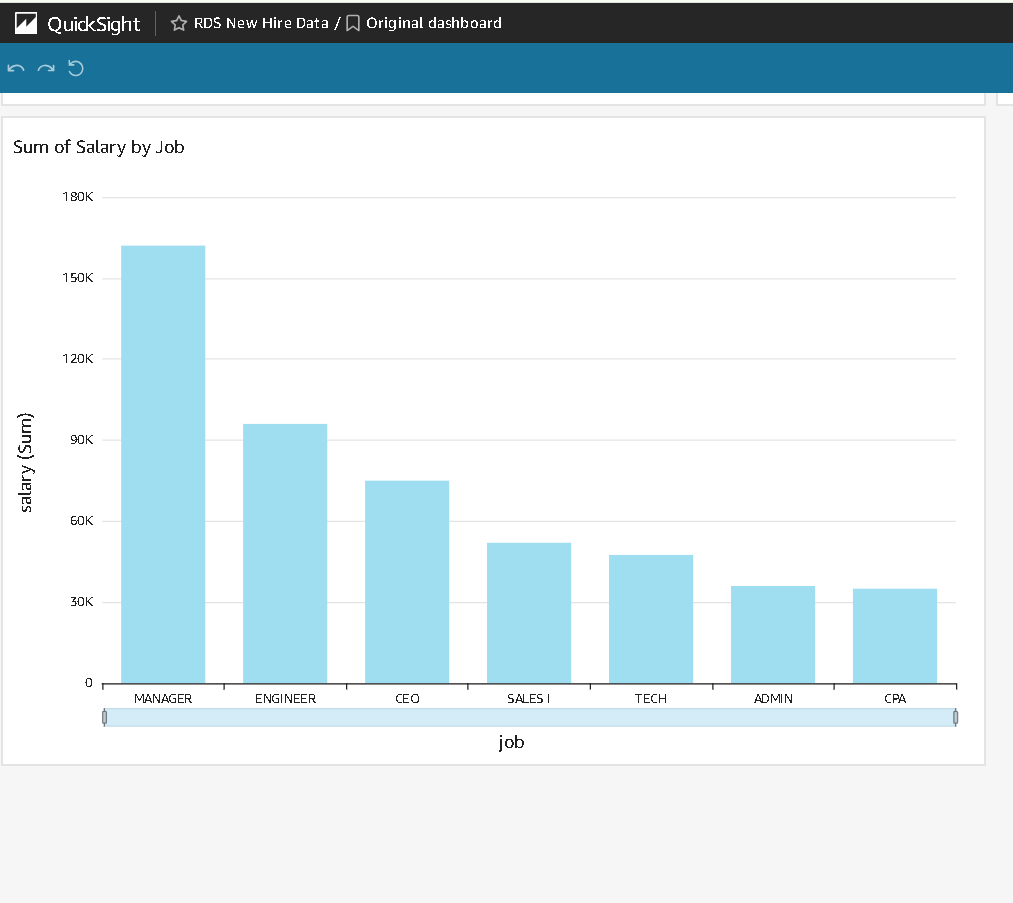 QuickSight RDS New Hire Data / Original dashboard
Sum of Salary by Job
180K
150K
120K
90K
60K
30K
0
salary (Sum)
MANAGER ENGINEER CEO SALES I TECH ADMIN CPA
job